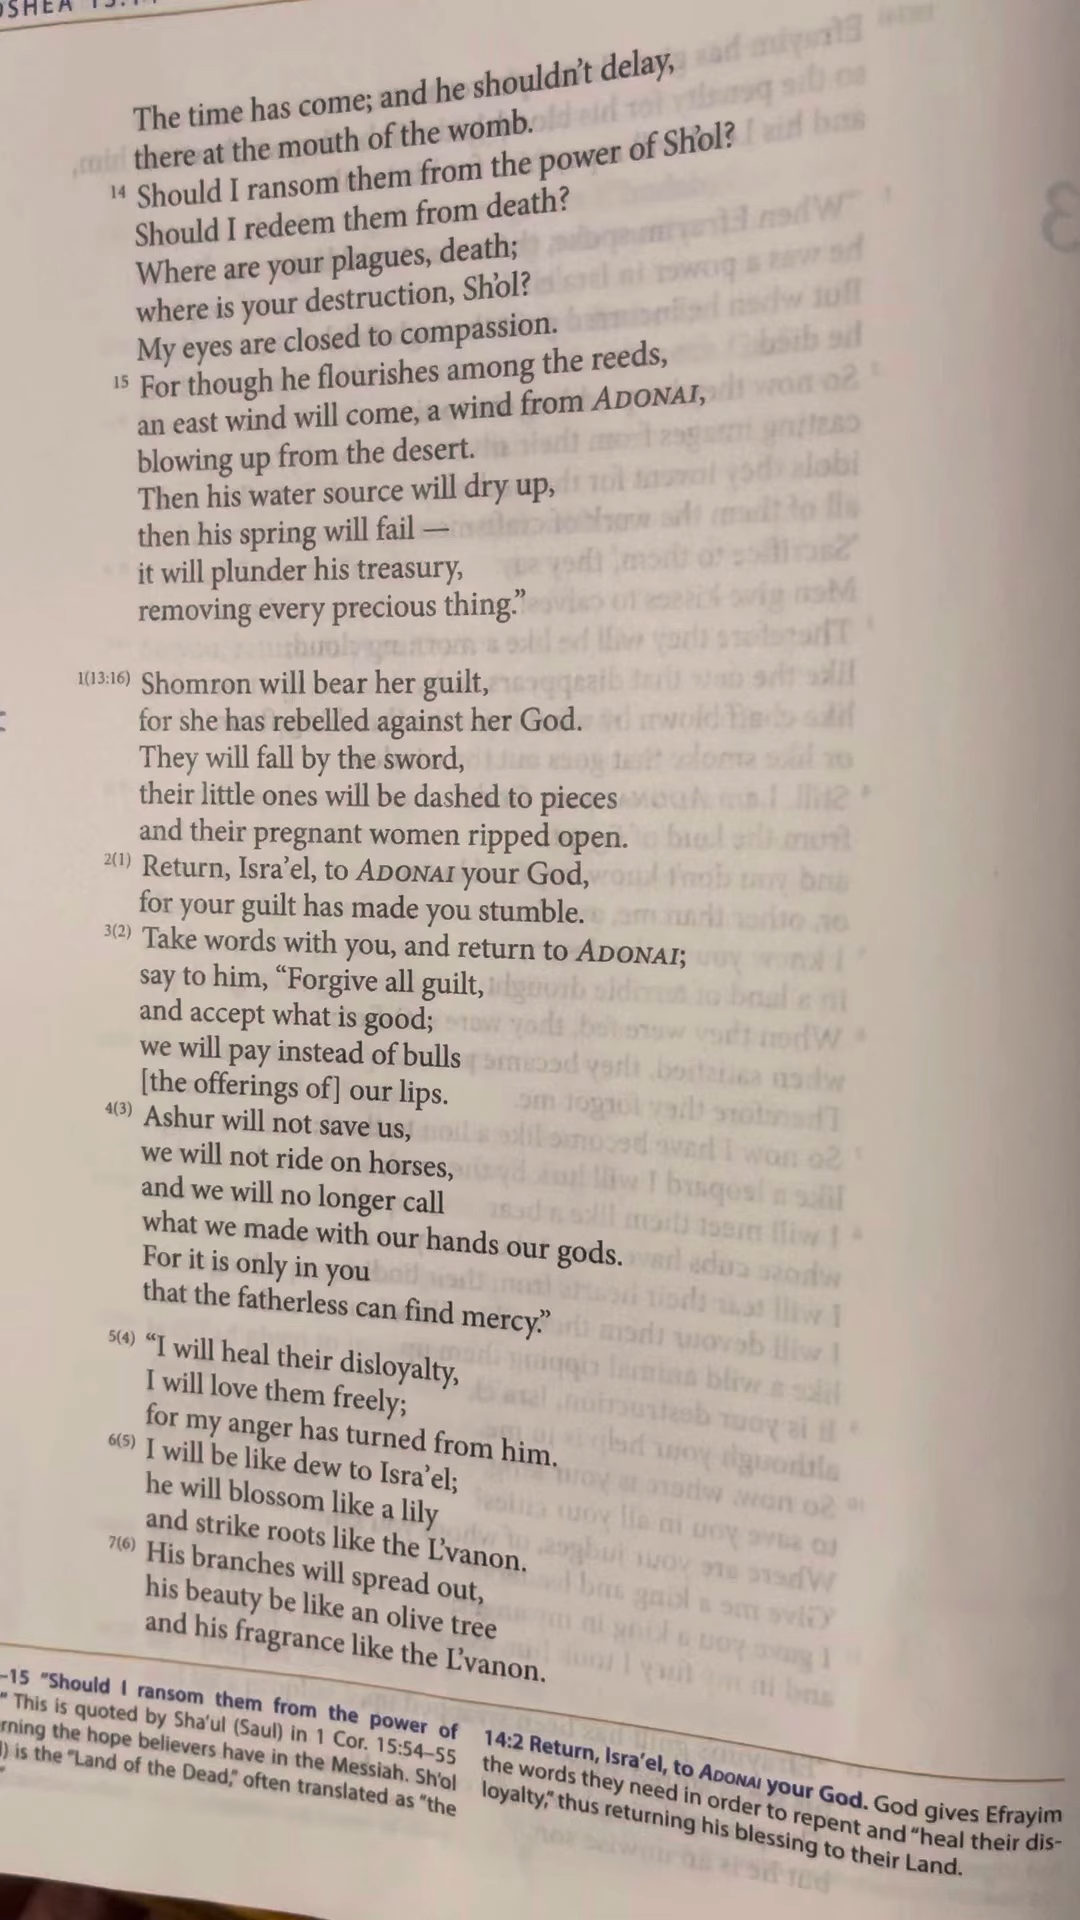 The time has come; and he shouldn't delay,
there at the mouth of the womb.
14 Should I ransom them from the power of Sh'ol?
Should I redeem them from death?
Where are your plagues, death;
where is your destruction, Sh'ol?
My eyes are closed to compassion.
15 For though he flourishes among the reeds,
an east wind will come, a wind from ADONAI,
blowing up from the desert.
Then his water source will dry up,
then his spring will fail —
it will plunder his treasury,
removing every precious thing."
1(13:16) Shomron will bear her guilt,
for she has rebelled against her God.
They will fall by the sword,
their little ones will be dashed to pieces
and their pregnant women ripped open.
2(1) Return, Isra'el, to ADONAI your God,
for your guilt has made you stumble.
3(2) Take words with you, and return to ADONAI;
say to him, "Forgive all guilt,
and accept what is good;
we will pay instead of bulls
[the offerings of] our lips.
4(3) Ashur will not save us,
we will not ride on horses,
and we will no longer call
what we made with our hands our gods.
For it is only in you
that the fatherless can find mercy."
5(4) "I will heal their disloyalty,
I will love them freely;
for my anger has turned from him.
6(5) I will be like dew to Isra'el;
he will blossom like a lily
and strike roots like the L'vanon.
7(6) His branches will spread out,
his beauty be like an olive tree
and his fragrance like the L'vanon.
–15 "Should I ransom them from the power of
" This is quoted by Sha'ul (Saul) in 1 Cor. 15:54–55
the hope believers have in the Messiah. Sh'ol
) is the "Land of the Dead," often translated as "the
14:2 Return, Isra'el, to ADONAI your God. God gives Efrayim
the words they need in order to repent and "heal their dis-
loyalty," thus returning his blessing to their Land.